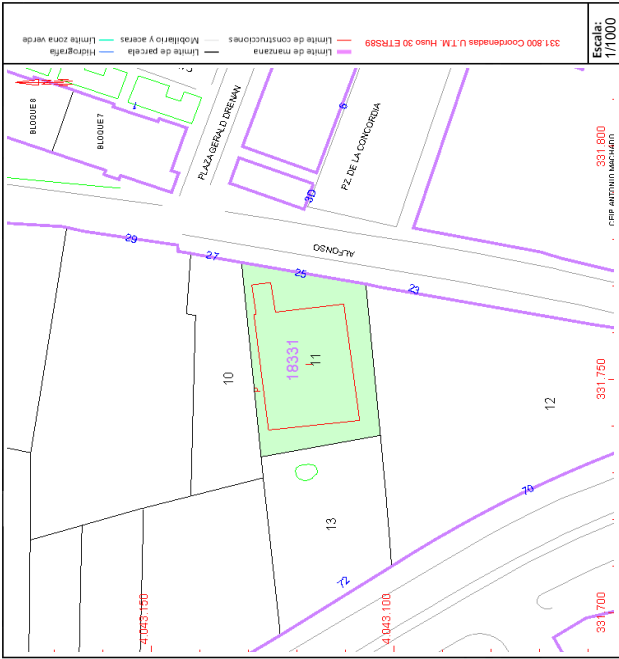 Límite de manzana
Límite de construcciones
331.800 Coordenadas U.T.M. Huso 30 ETRS89
Límite de parcela
Mobiliario y aceras
Hidrografía
Límite zona verde
Escala:
1/1000
BLOQUE 8
BLOQUE 7
1
PLAZA GERALD DRENAN
6
PZ. DE LA CONCORDIA
3D
ALFONSO
29
27
25
23
331.800
CEIP ANTONIO MACHADO
10
18331
11
I
P
331.750
12
13
70
72
4.043.150
4.043.100
331.700